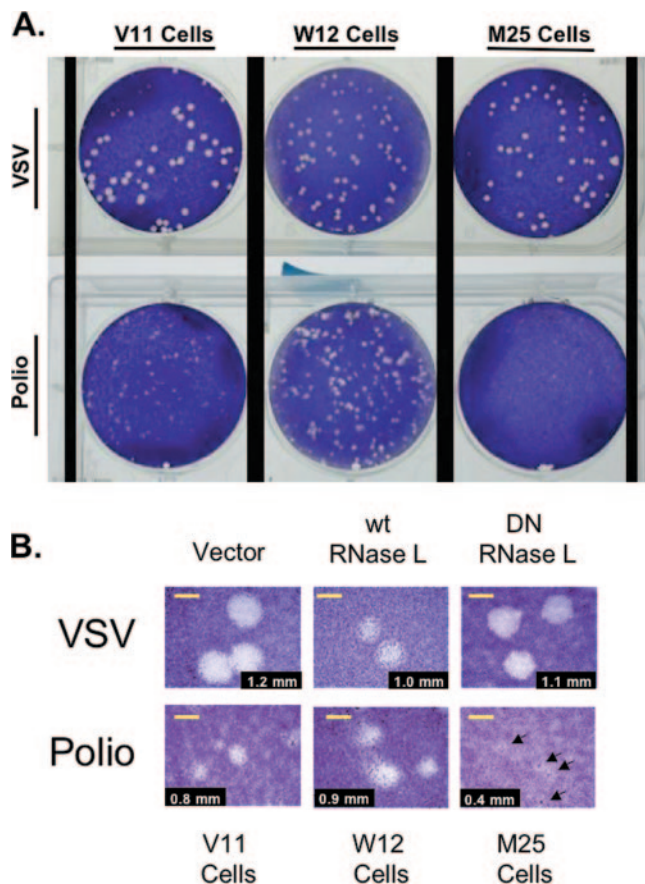 A.
V11 Cells W12 Cells M25 Cells
VSV
Polio
B.
Vector wt RNase L DN RNase L
VSV
1.2 mm 1.0 mm 1.1 mm
Polio
0.8 mm 0.9 mm 0.4 mm
V11 Cells W12 Cells M25 Cells